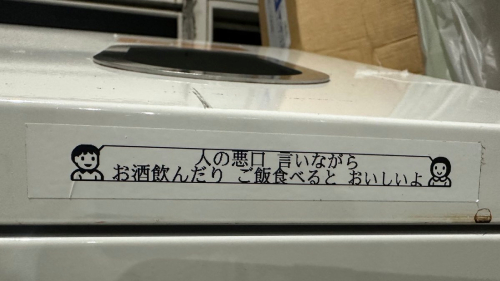 人の悪口 言いながら
お酒飲んだり ご飯食べると おいしいよ